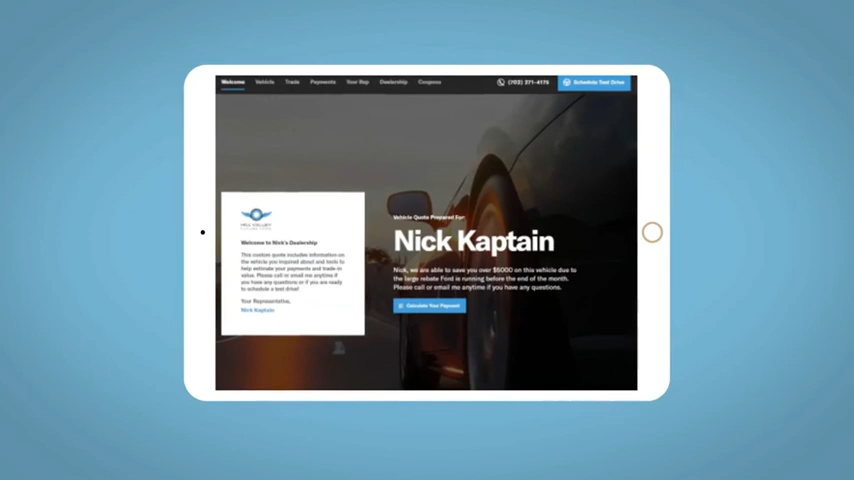 Welcome Vehicle Trade Payments Your Rep Dealership Coupons (702) 371-4175 Schedule Test Drive
Welcome to Nick's Dealership
This custom quote includes information on
the vehicle you inquired about and tools to
help estimate your payments and trade-in
value. Please call or email me anytime if
you have any questions or if you are ready
to schedule a test drive!
Your Representative,
Nick Kaptain
Vehicle Quote Prepared For:
Nick Kaptain
Nick, we are able to save you over $5000 on this vehicle due to
the large rebate Ford is running before the end of the month.
Please call or email me anytime if you have any questions.
Calculate Your Payment